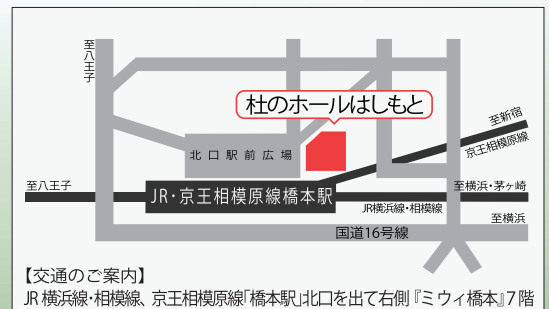 至八王子
杜のホールはしもと
至新宿
京王相模原線
北口駅前広場
至八王子
JR・京王相模原線橋本駅
至横浜・茅ヶ崎
JR横浜線・相模線
至横浜
国道16号線
【交通のご案内】
JR横浜線・相模線、京王相模原線「橋本駅」北口を出て右側『ミウィ橋本』7階